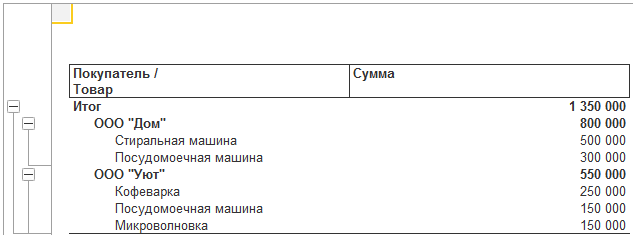 Покупатель / Сумма
Товар
Итог 1 350 000
ООО "Дом" 800 000
Стиральная машина 500 000
Посудомоечная машина 300 000
ООО "Уют" 550 000
Кофеварка 250 000
Посудомоечная машина 150 000
Микроволновка 150 000